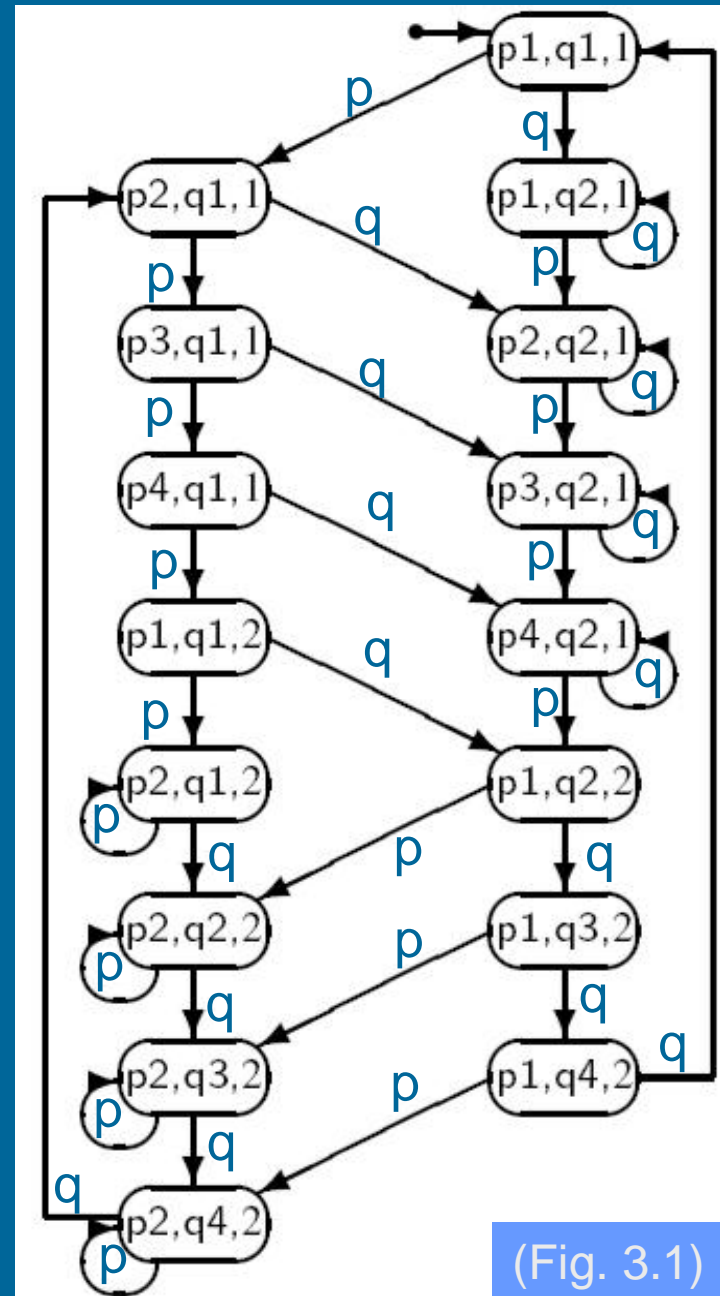 p1,q1,1
p
q
p2,q1,1
p1,q2,1
q
q
p
p
p3,q1,1
p2,q2,1
q
q
p
p
p4,q1,1
p3,q2,1
q
q
p
p
p1,q1,2
p4,q2,1
q
q
p
p
p2,q1,2
p1,q2,2
p
q
p
q
p2,q2,2
p1,q3,2
p
p
q
q
p2,q3,2
p1,q4,2
q
p
p
q
q
p2,q4,2
p
(Fig. 3.1)